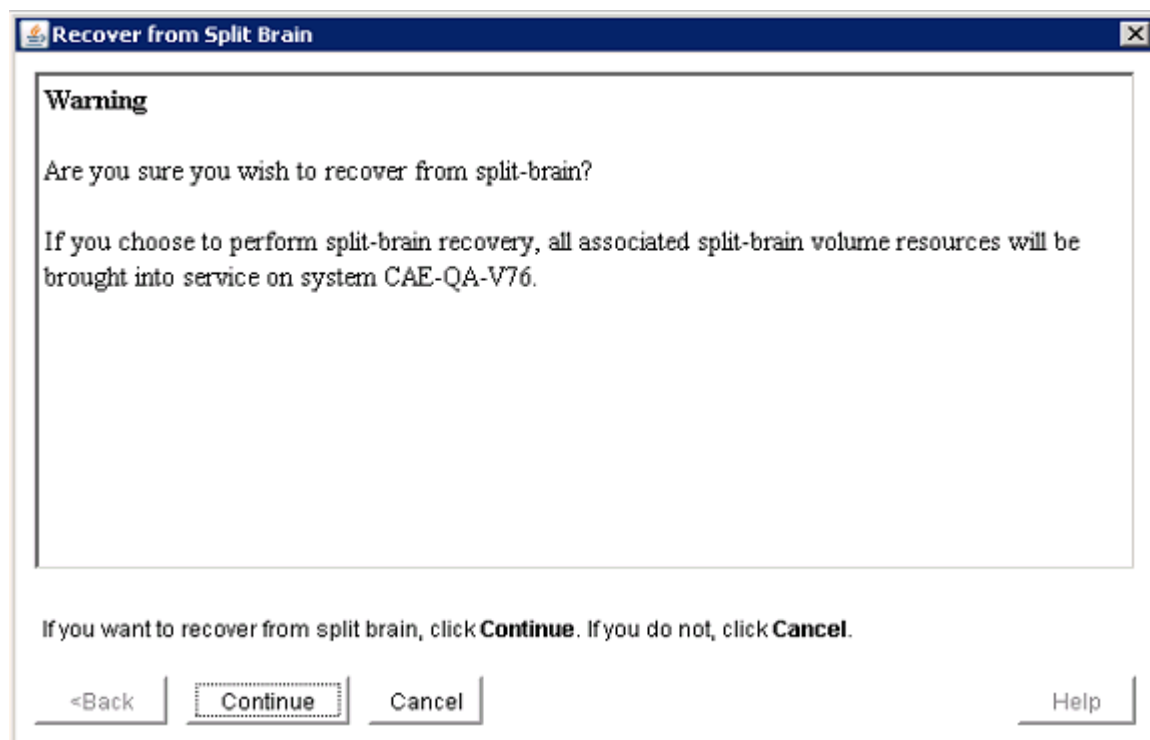 Recover from Split Brain
Warning
Are you sure you wish to recover from split-brain?
If you choose to perform split-brain recovery, all associated split-brain volume resources will be
brought into service on system CAE-QA-V76.
If you want to recover from split brain, click Continue. If you do not, click Cancel.
<Back Continue Cancel Help